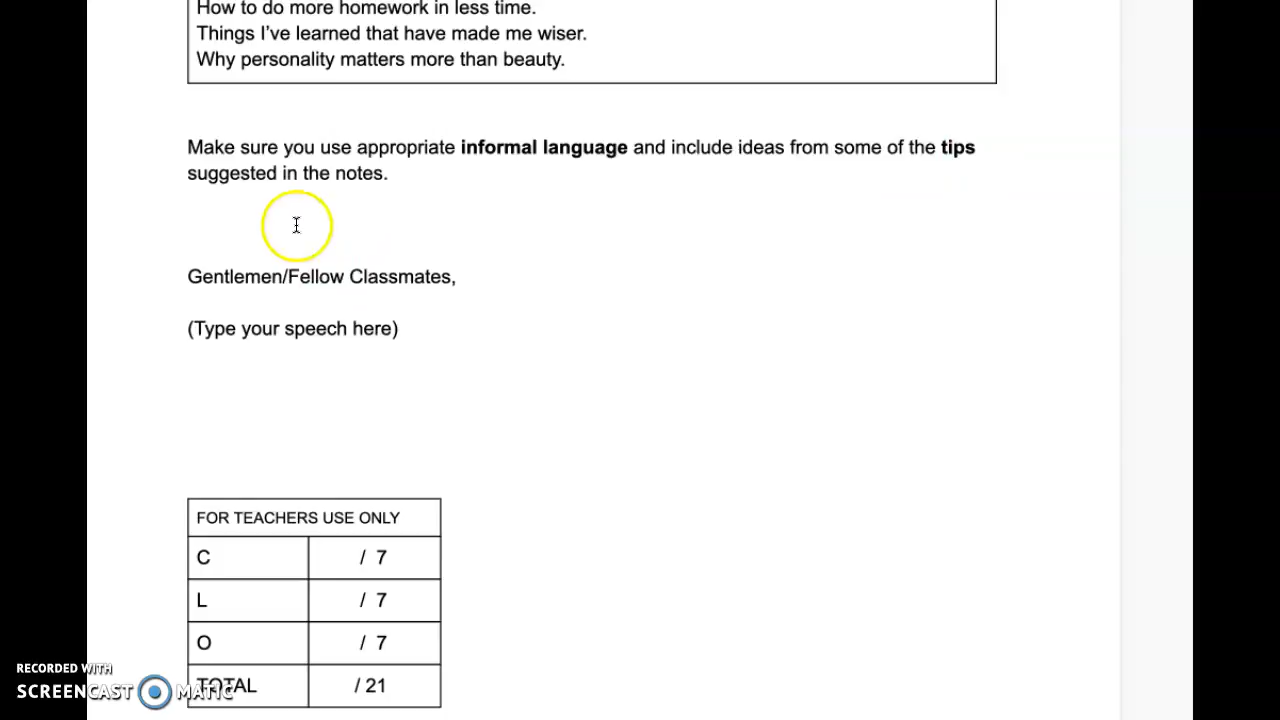 How to do more homework in less time.
Things I've learned that have made me wiser.
Why personality matters more than beauty.
Make sure you use appropriate informal language and include ideas from some of the tips
suggested in the notes.
Gentlemen/Fellow Classmates,
(Type your speech here)
FOR TEACHERS USE ONLY
C / 7
L / 7
O / 7
TOTAL / 21
RECORDED WITH
SCREENCAST MATIC